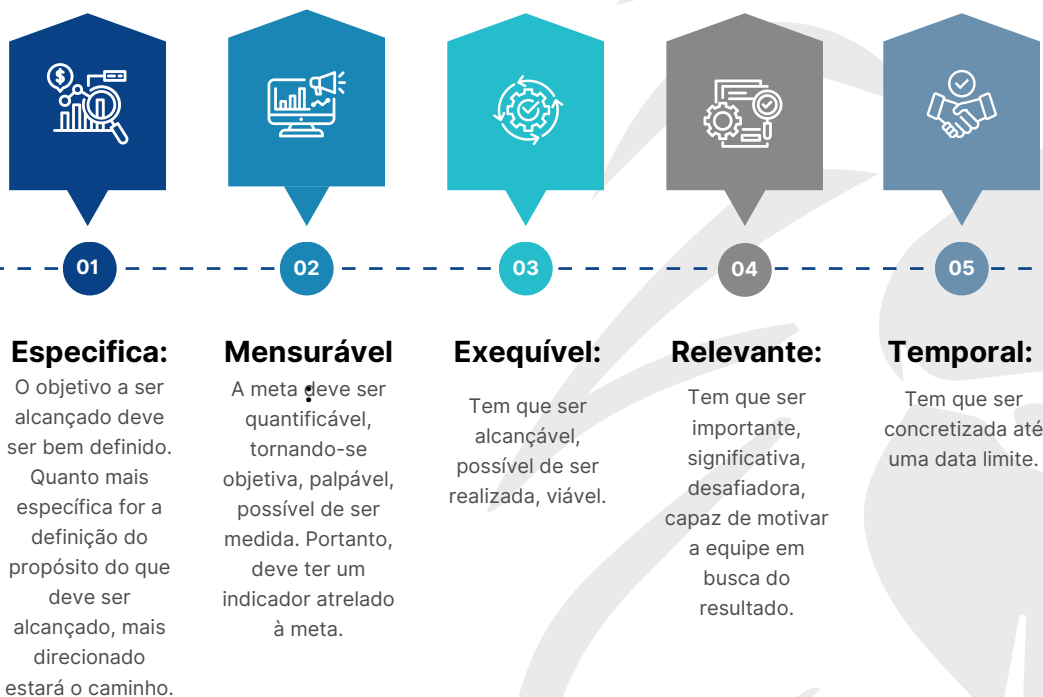 01
02
03
04
05
Especifica:
O objetivo a ser
alcançado deve
ser bem definido.
Quanto mais
específica for a
definição do
propósito do que
deve ser
alcançado, mais
direcionado
estará o caminho.
Mensurável
:
A meta deve ser
quantificável,
tornando-se
objetiva, palpável,
possível de ser
medida. Portanto,
deve ter um
indicador atrelado
à meta.
Exequível:
Tem que ser
alcançável,
possível de ser
realizada, viável.
Relevante:
Tem que ser
importante,
significativa,
desafiadora,
capaz de motivar
a equipe em
busca do
resultado.
Temporal:
Tem que ser
concretizada até
uma data limite.